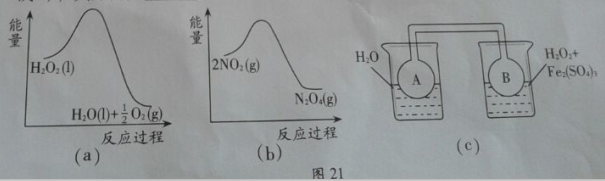 能量
H₂O₂(l)
H₂O(l)+½O₂(g)
反应过程
(a)
能量
2NO₂(g)
N₂O₄(g)
反应过程
(b)
H₂O
A
B
H₂O₂+
Fe₂(SO₄)₃
(c)
图 21